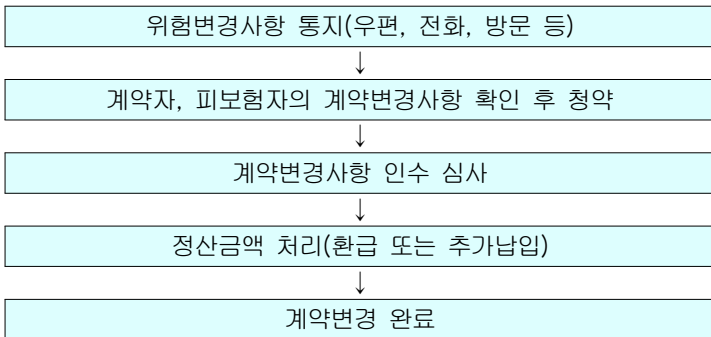 위험변경사항 통지(우편, 전화, 방문 등)
↓
계약자, 피보험자의 계약변경사항 확인 후 청약
↓
계약변경사항 인수 심사
↓
정산금액 처리(환급 또는 추가납입)
↓
계약변경 완료